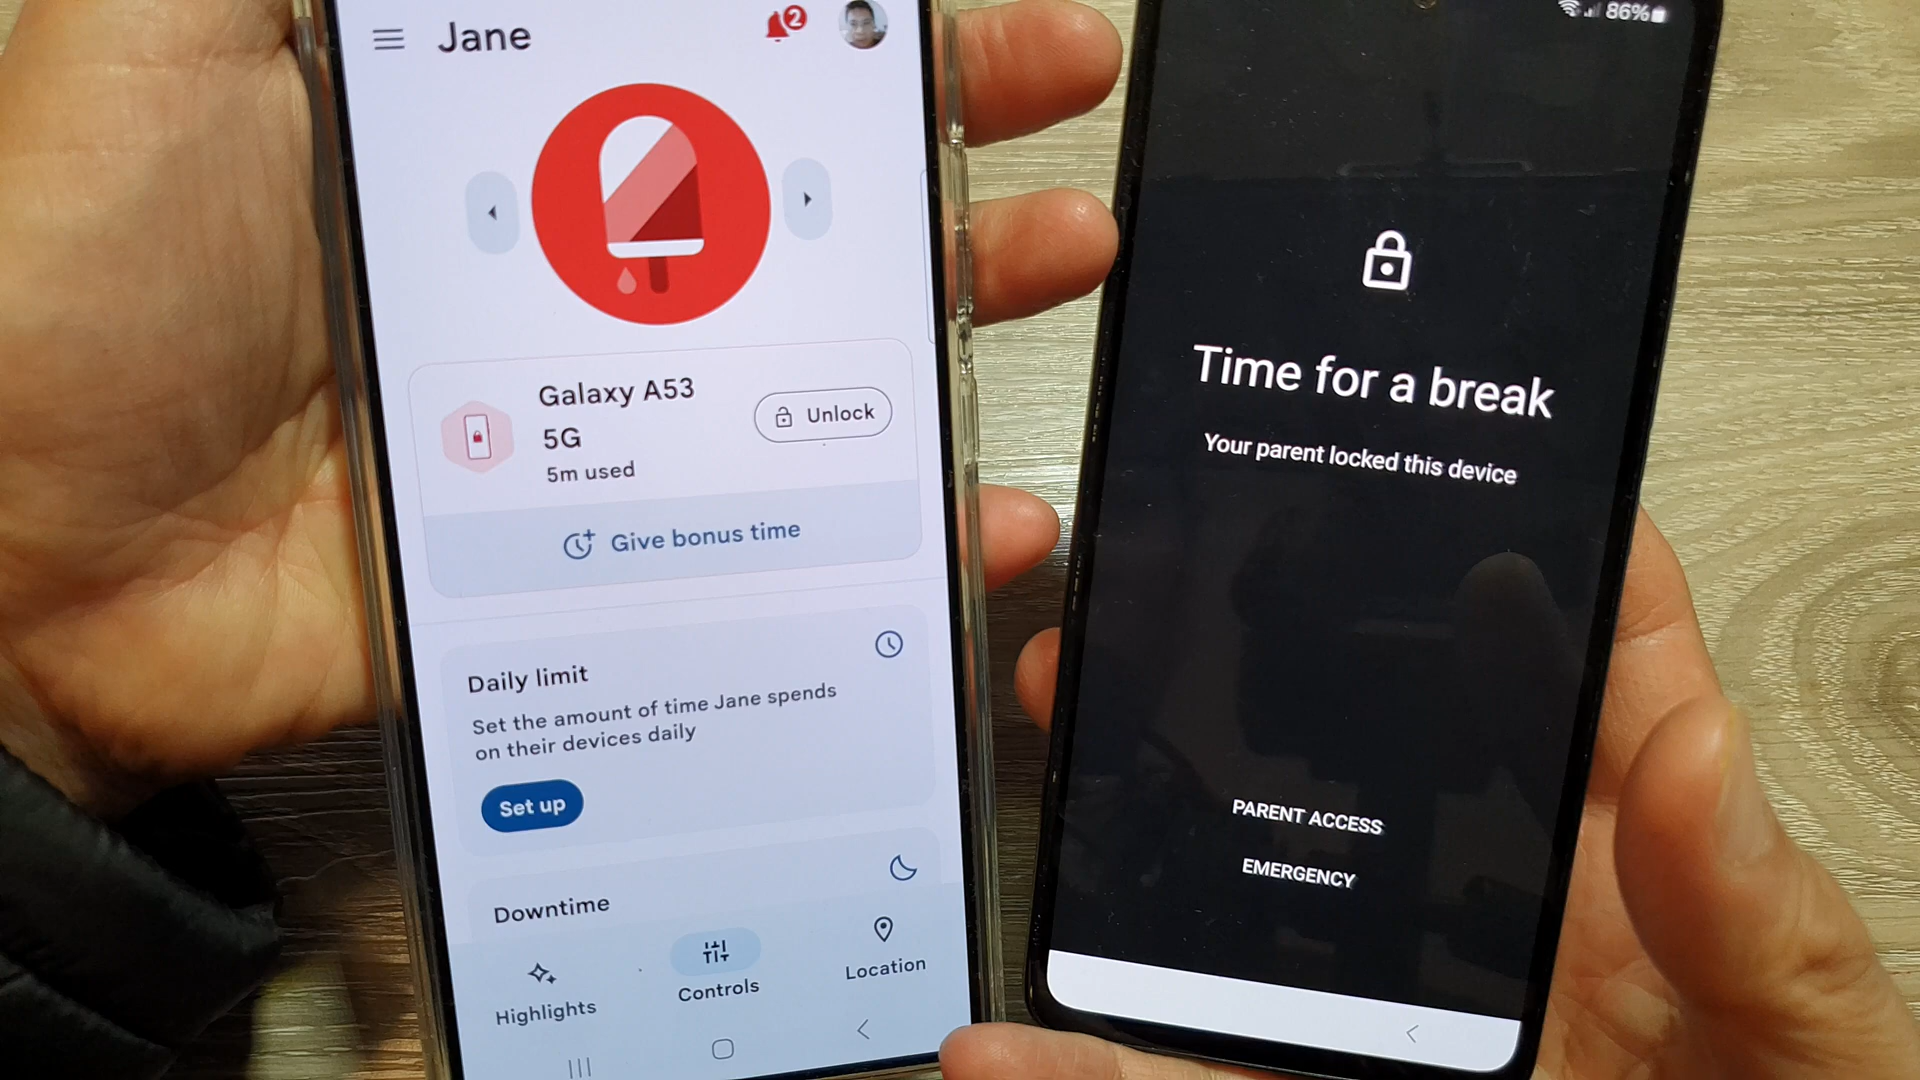 Jane
2
Galaxy A53
5G
5m used
Unlock
Give bonus time
Daily limit
Set the amount of time Jane spends
on their devices daily
Set up
Downtime
Highlights
Controls
Location
86%
Time for a break
Your parent locked this device
PARENT ACCESS
EMERGENCY